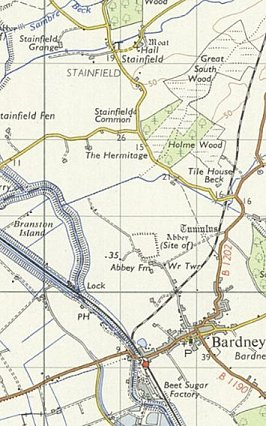 Sambre
Beck
Stainfield
Grange
19
Moat
Hall
Stainfield
STAINFIELD
Great
South
Wood
Stainfield
Common
tainfield Fen
26
15
Holme Wood
11
The Hermitage
Tile House
Beck
21
16
Branston
Island
Tumulus
Abbey
(Site of)
.35
Abbey Fm
Wr Twr
B 1202
Lock
PH
Bardney
P
39
Bardne
Beet Sugar
Factory
B 1190